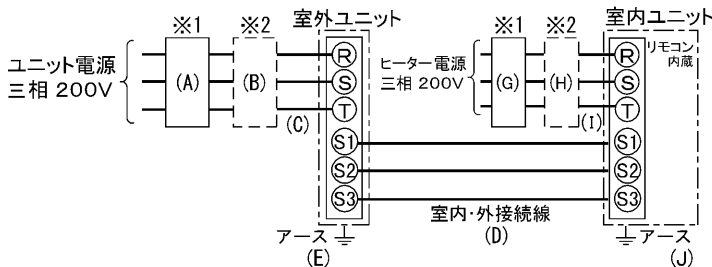 ※1
※2
室外ユニット
※1
※2
室内ユニット
ユニット電源
三相 200V
(A)
(B)
(C)
R
S
T
S1
S2
S3
ヒーター電源
三相 200V
(G)
(H)
(I)
R
S
T
S1
S2
S3
リモコン
内蔵
室内・外接続線
(D)
アース
(E)
アース
(J)